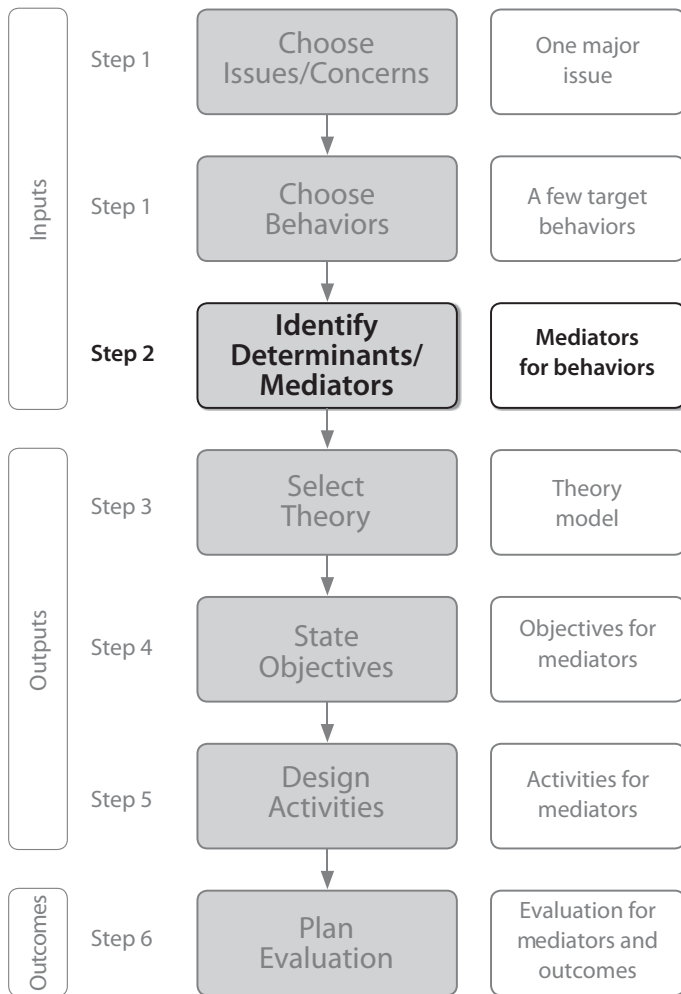 Inputs
Step 1
Choose
Issues/Concerns
One major
issue
Step 1
Choose
Behaviors
A few target
behaviors
Step 2
Identify
Determinants/
Mediators
Mediators
for behaviors
Outputs
Step 3
Select
Theory
Theory
model
Step 4
State
Objectives
Objectives for
mediators
Step 5
Design
Activities
Activities for
mediators
Outcomes
Step 6
Plan
Evaluation
Evaluation for
mediators and
outcomes